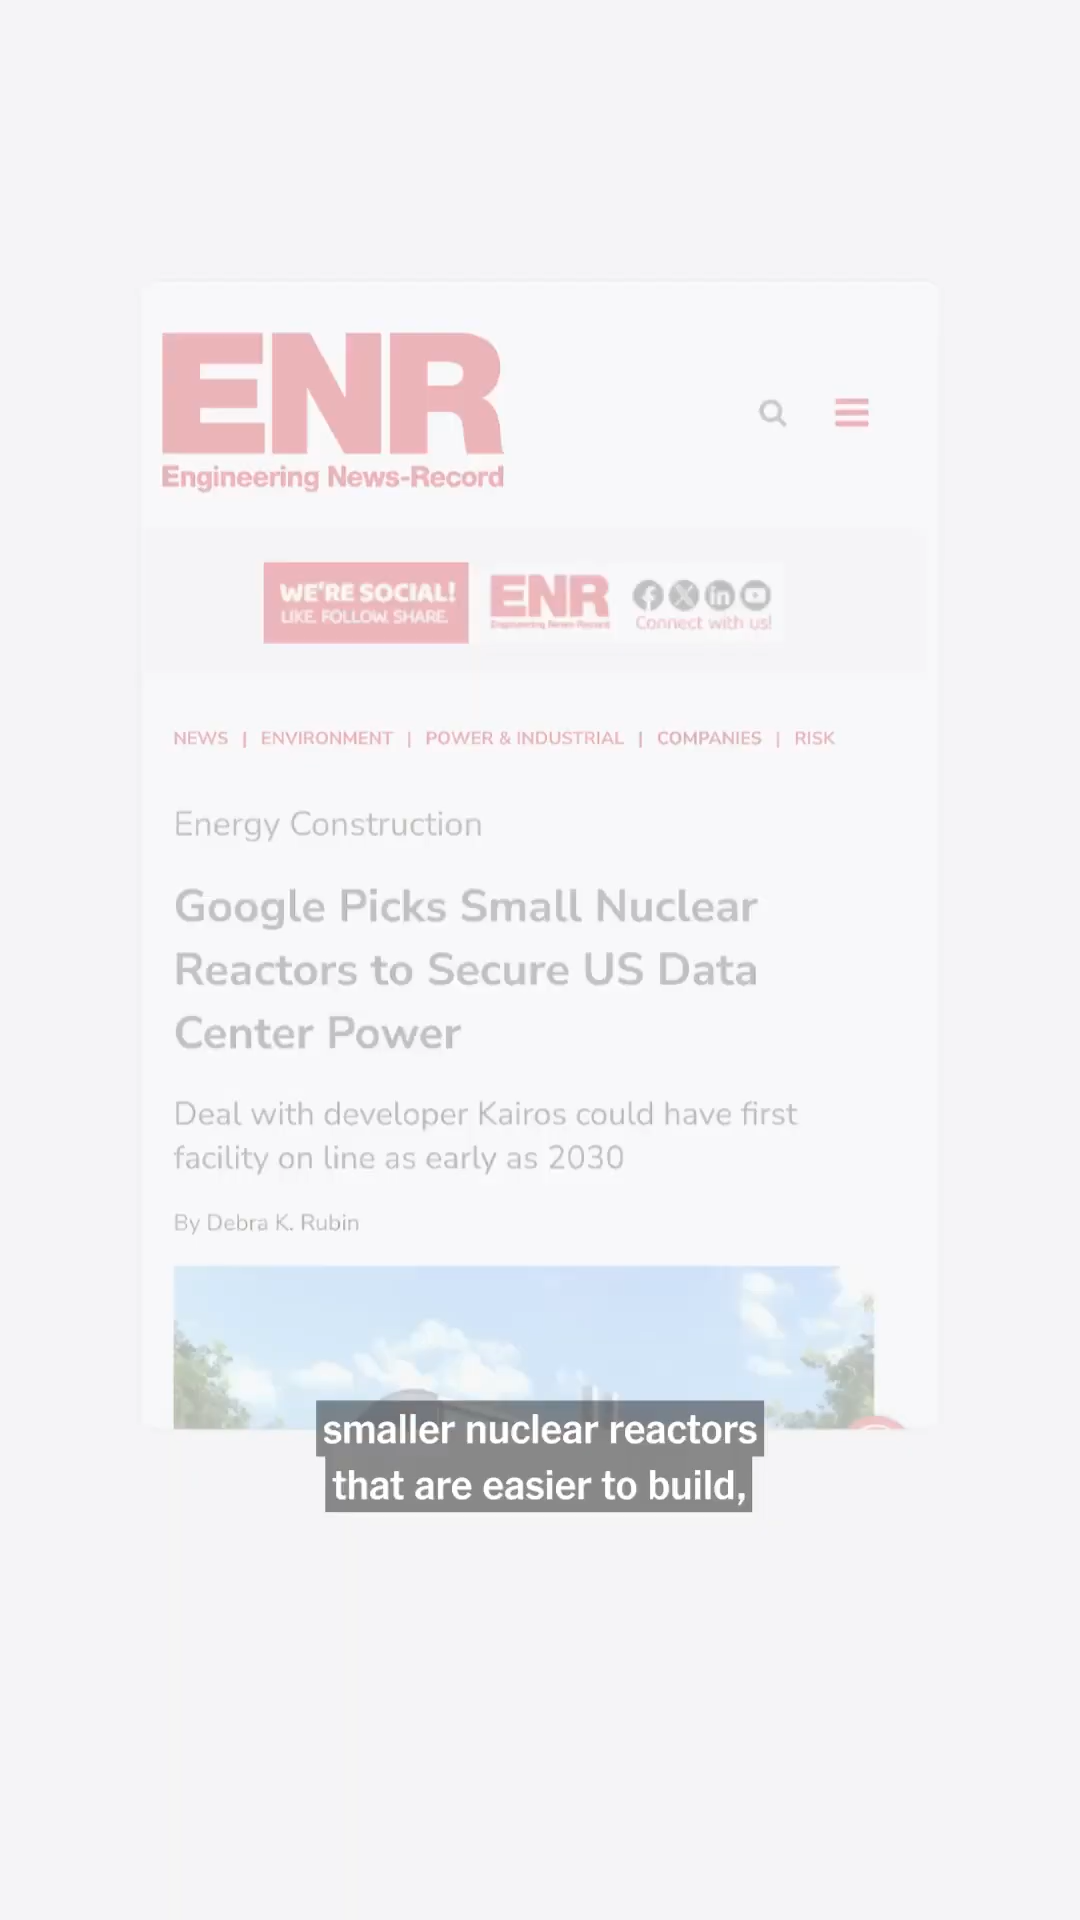 ENR
Engineering News-Record
WE'RE SOCIAL!
LIKE. FOLLOW. SHARE.
ENR
Engineering News-Record
Connect with us!
NEWS | ENVIRONMENT | POWER & INDUSTRIAL | COMPANIES | RISK
Energy Construction
Google Picks Small Nuclear
Reactors to Secure US Data
Center Power
Deal with developer Kairos could have first
facility on line as early as 2030
By Debra K. Rubin
smaller nuclear reactors
that are easier to build,